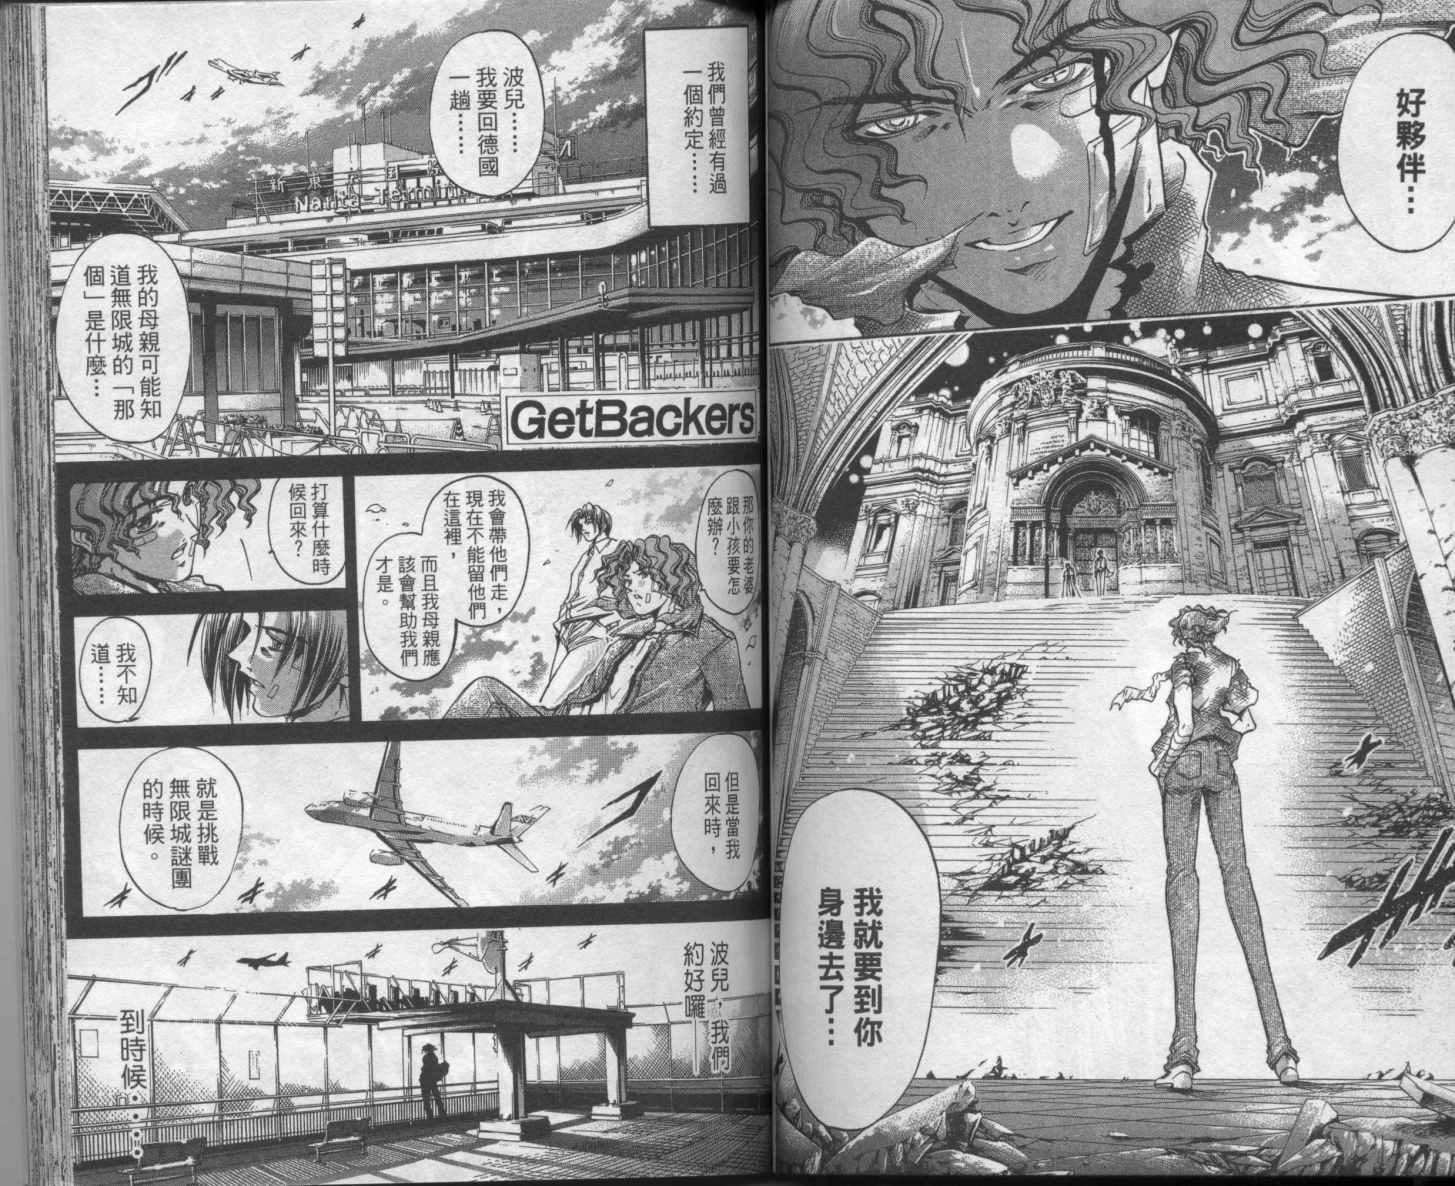 好夥伴…
我就要到你
身邊去了…
我們曾經有過
一個約定……
波兒……
我要回德國
一趟……
新東京国際
Narita Termin
我的母親可能知
道無限城的「那
個」是什麼…
GetBackers
那你的老婆
跟小孩要怎
麼辦?
我會帶他們走，
現在不能留他們
在這裡，
而且我母親應
該會幫助我們
才是。
打算什麼時
候回來?
我不知
道……
但是當我
回來時，
就是挑戰
無限城謎團
的時候。
波兒，我們
約好囉──
到時候………